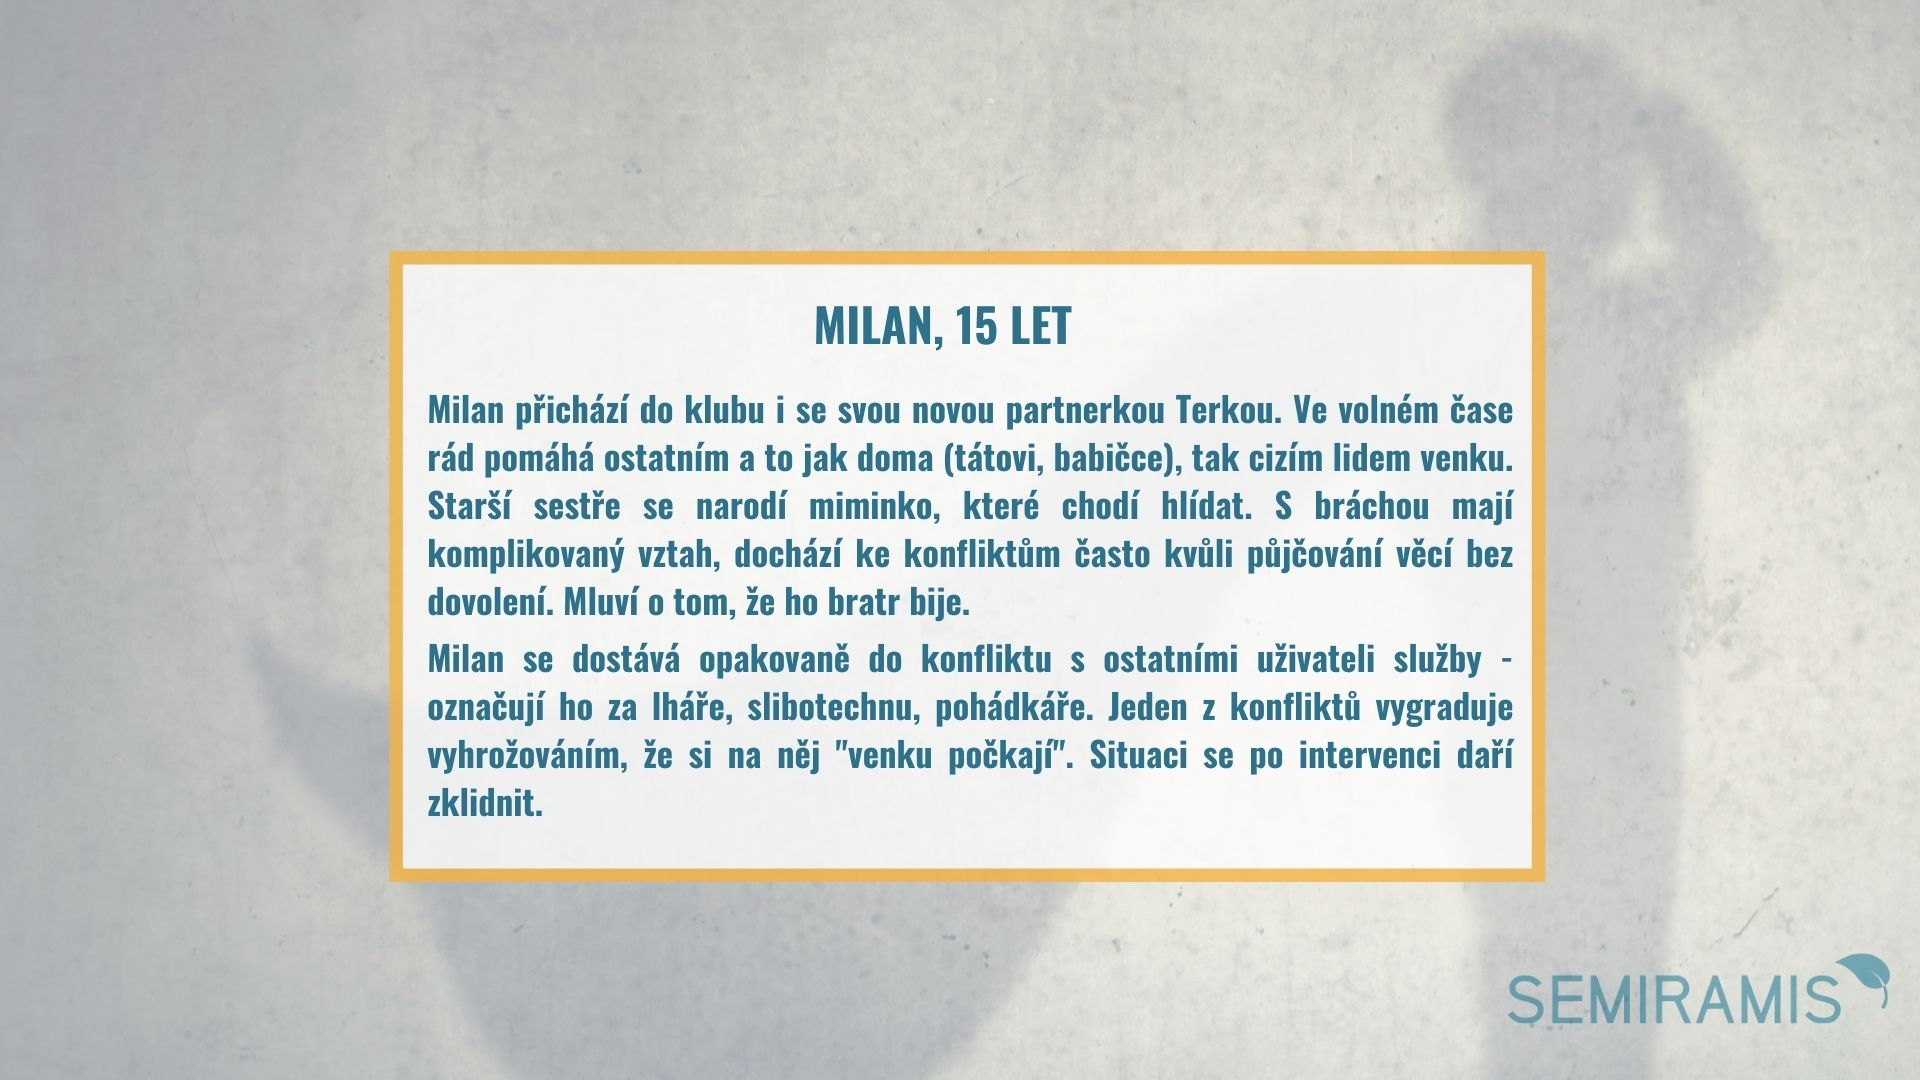 MILAN, 15 LET
Milan přichází do klubu i se svou novou partnerkou Terkou. Ve volném čase
rád pomáhá ostatním a to jak doma (tátovi, babičce), tak cizím lidem venku.
Starší sestře se narodí miminko, které chodí hlídat. S bráchou mají
komplikovaný vztah, dochází ke konfliktům často kvůli půjčování věcí bez
dovolení. Mluví o tom, že ho bratr bije.
Milan se dostává opakovaně do konfliktu s ostatními uživateli služby -
označují ho za lháře, slibotechnu, pohádkáře. Jeden z konfliktů vygraduje
vyhrožováním, že si na něj "venku počkají". Situaci se po intervenci daří
zklidnit.
SEMIRAMIS